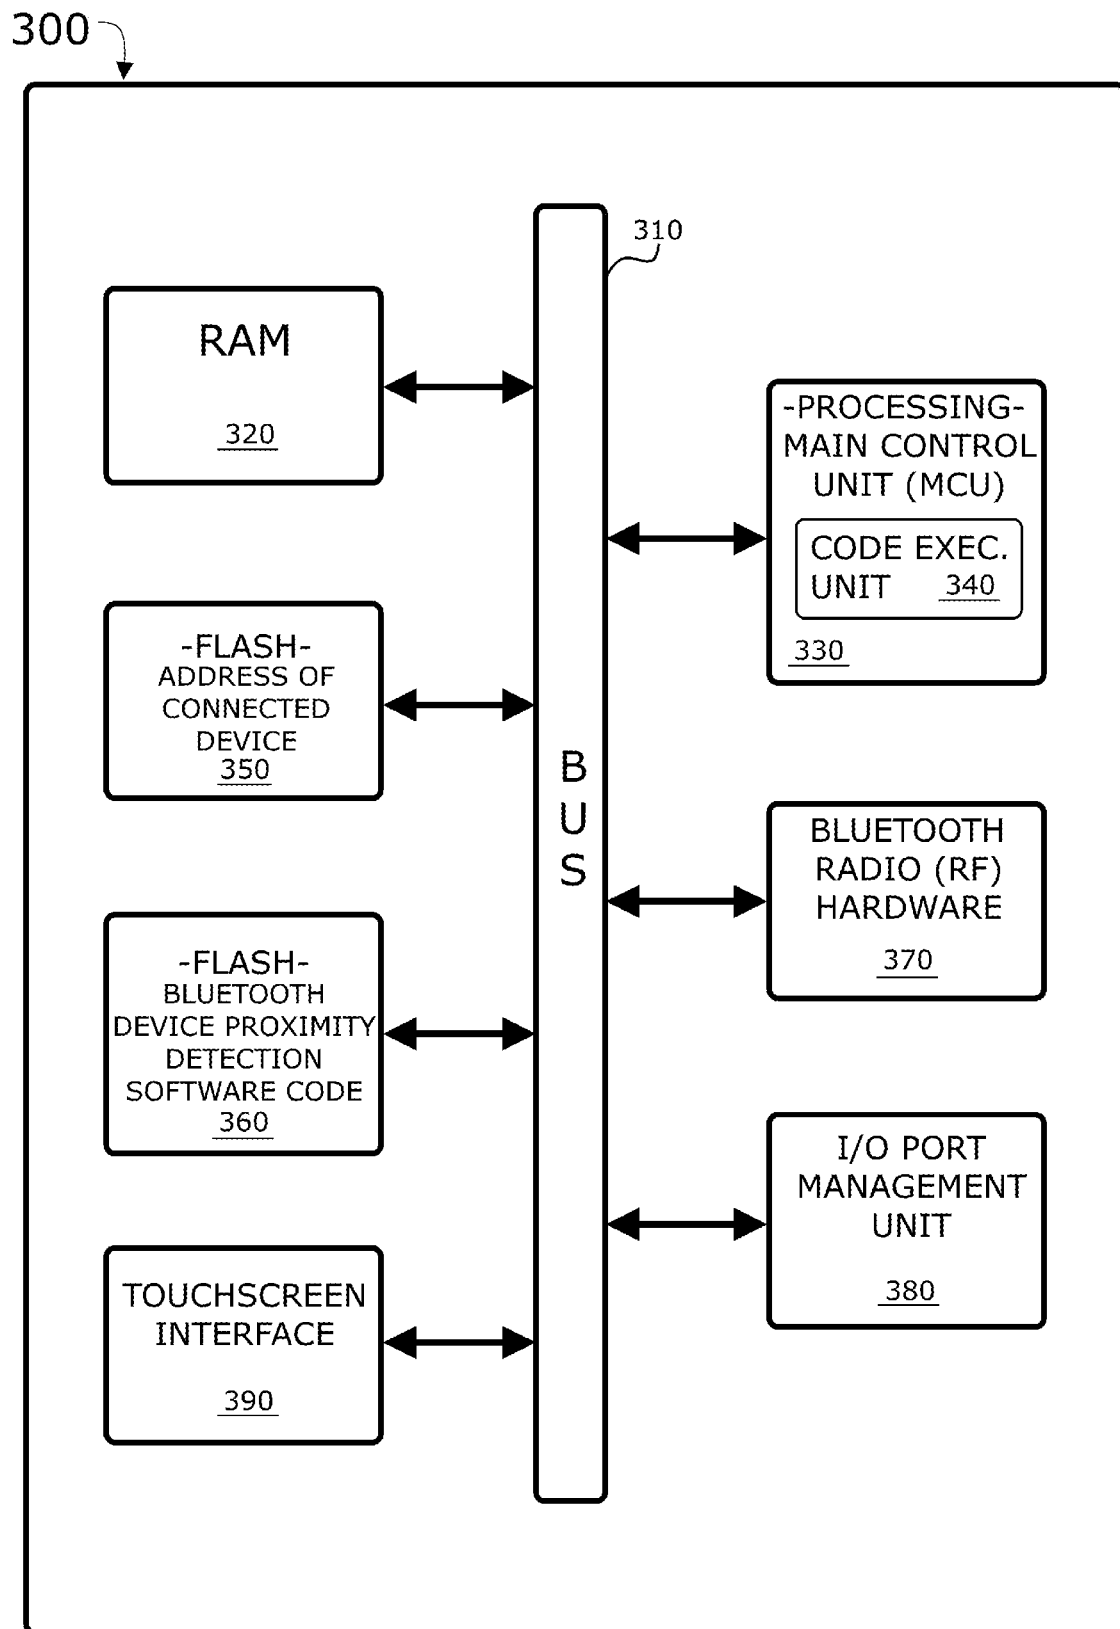 300
310
RAM
320
-PROCESSING-
MAIN CONTROL
UNIT (MCU)
CODE EXEC.
UNIT 340
330
-FLASH-
ADDRESS OF
CONNECTED
DEVICE
350
B
U
S
BLUETOOTH
RADIO (RF)
HARDWARE
370
-FLASH-
BLUETOOTH
DEVICE PROXIMITY
DETECTION
SOFTWARE CODE
360
I/O PORT
MANAGEMENT
UNIT
380
TOUCHSCREEN
INTERFACE
390